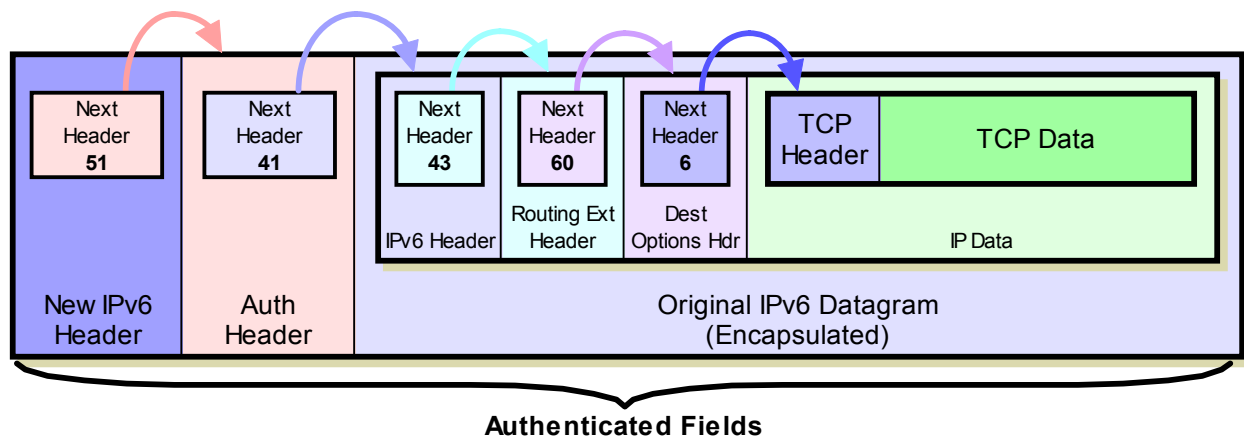 Next
Header
51
Next
Header
41
Next
Header
43
Next
Header
60
Next
Header
6
TCP
Header
TCP Data
IPv6 Header
Routing Ext
Header
Dest
Options Hdr
IP Data
New IPv6
Header
Auth
Header
Original IPv6 Datagram
(Encapsulated)
Authenticated Fields